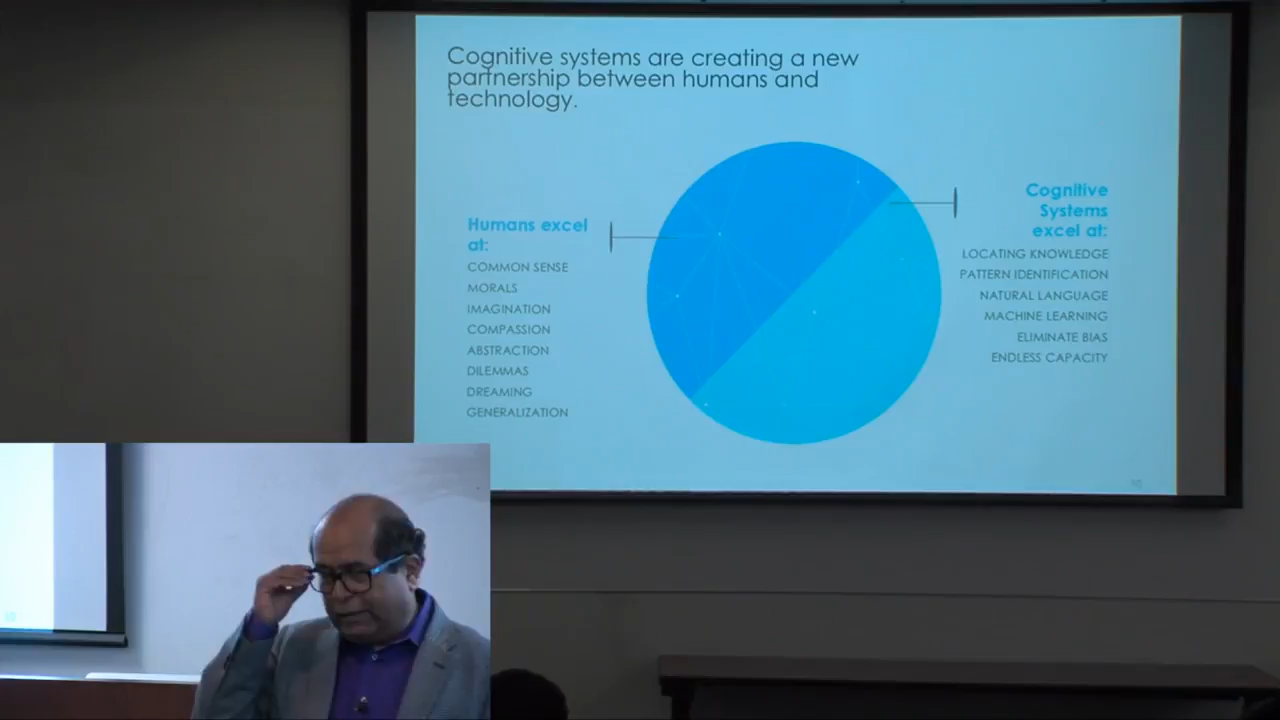 Cognitive systems are creating a new
partnership between humans and
technology.
Humans excel
at:
COMMON SENSE
MORALS
IMAGINATION
COMPASSION
ABSTRACTION
DILEMMAS
DREAMING
GENERALIZATION
Cognitive
Systems
excel at:
LOCATING KNOWLEDGE
PATTERN IDENTIFICATION
NATURAL LANGUAGE
MACHINE LEARNING
ELIMINATE BIAS
ENDLESS CAPACITY